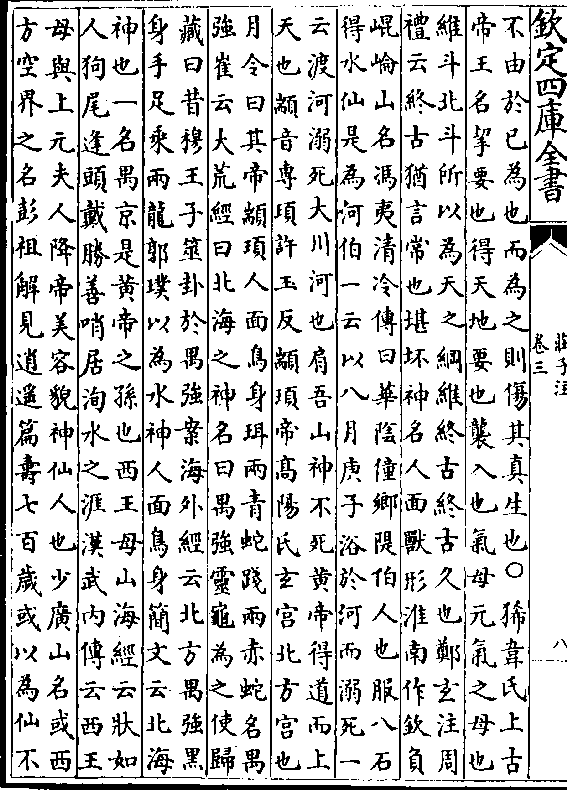 欽定四庫全書
莊子注
卷三
八
不由於已為也而為之則傷其真生也○狶韋氏上古
帝王名挈要也得天地要也襲入也氣母元氣之母也
維斗北斗所以為天之綱維終古終古久也鄭玄注周
禮云終古猶言常也堪坏神名人面獸形淮南作欽負
崐崘山名馮夷清泠傳曰華陰僮鄉隄伯人也服八石
得水仙是為河伯一云以八月庚子浴於河而溺死一
云渡河溺死大川河也肩吾山神不死黄帝得道而上
天也顓音專頊許玉反顓頊帝髙陽氏玄宫北方宫也
月令曰其帝顓頊人面鳥身珥兩青蛇踐兩赤蛇名禺
強崔云大荒經曰北海之神名曰禺強靈龜為之使歸
藏曰昔穆王子筮卦於禺強案海外經云北方禺強黑
身手足乘兩龍郭璞以為水神人面鳥身簡文云北海
神也一名禺京是黄帝之孫也西王母山海經云狀如
人狗尾逢頭戴勝善哨居洵水之涯漢武内傳云西王
母與上元夫人降帝美容貌神仙人也少廣山名或西
方空界之名彭祖解見逍遥篇夀七百歲或以為仙不